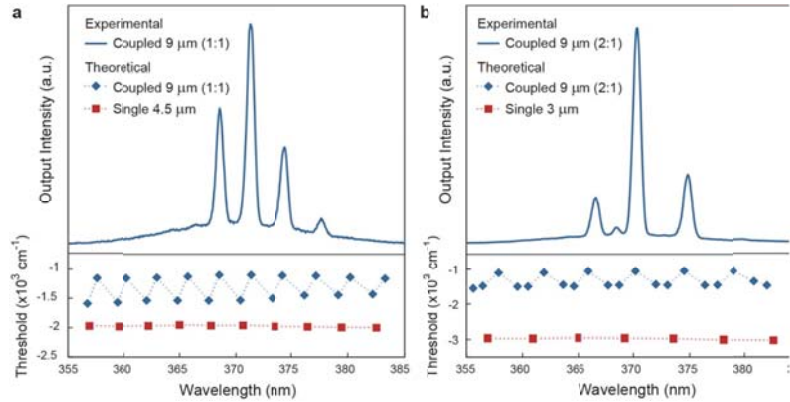 a
Experimental
Coupled 9 μm (1:1)
Theoretical
Coupled 9 μm (1:1)
Single 4.5 μm
Output Intensity (a.u.)
Threshold (x10³ cm⁻¹)
-1
-1.5
-2
-2.5
355 360 365 370 375 380 385
Wavelength (nm)
b
Experimental
Coupled 9 μm (2:1)
Theoretical
Coupled 9 μm (2:1)
Single 3 μm
Output Intensity (a.u.)
Threshold (x10³ cm⁻¹)
-1
-2
-3
355 360 365 370 375 380
Wavelength (nm)